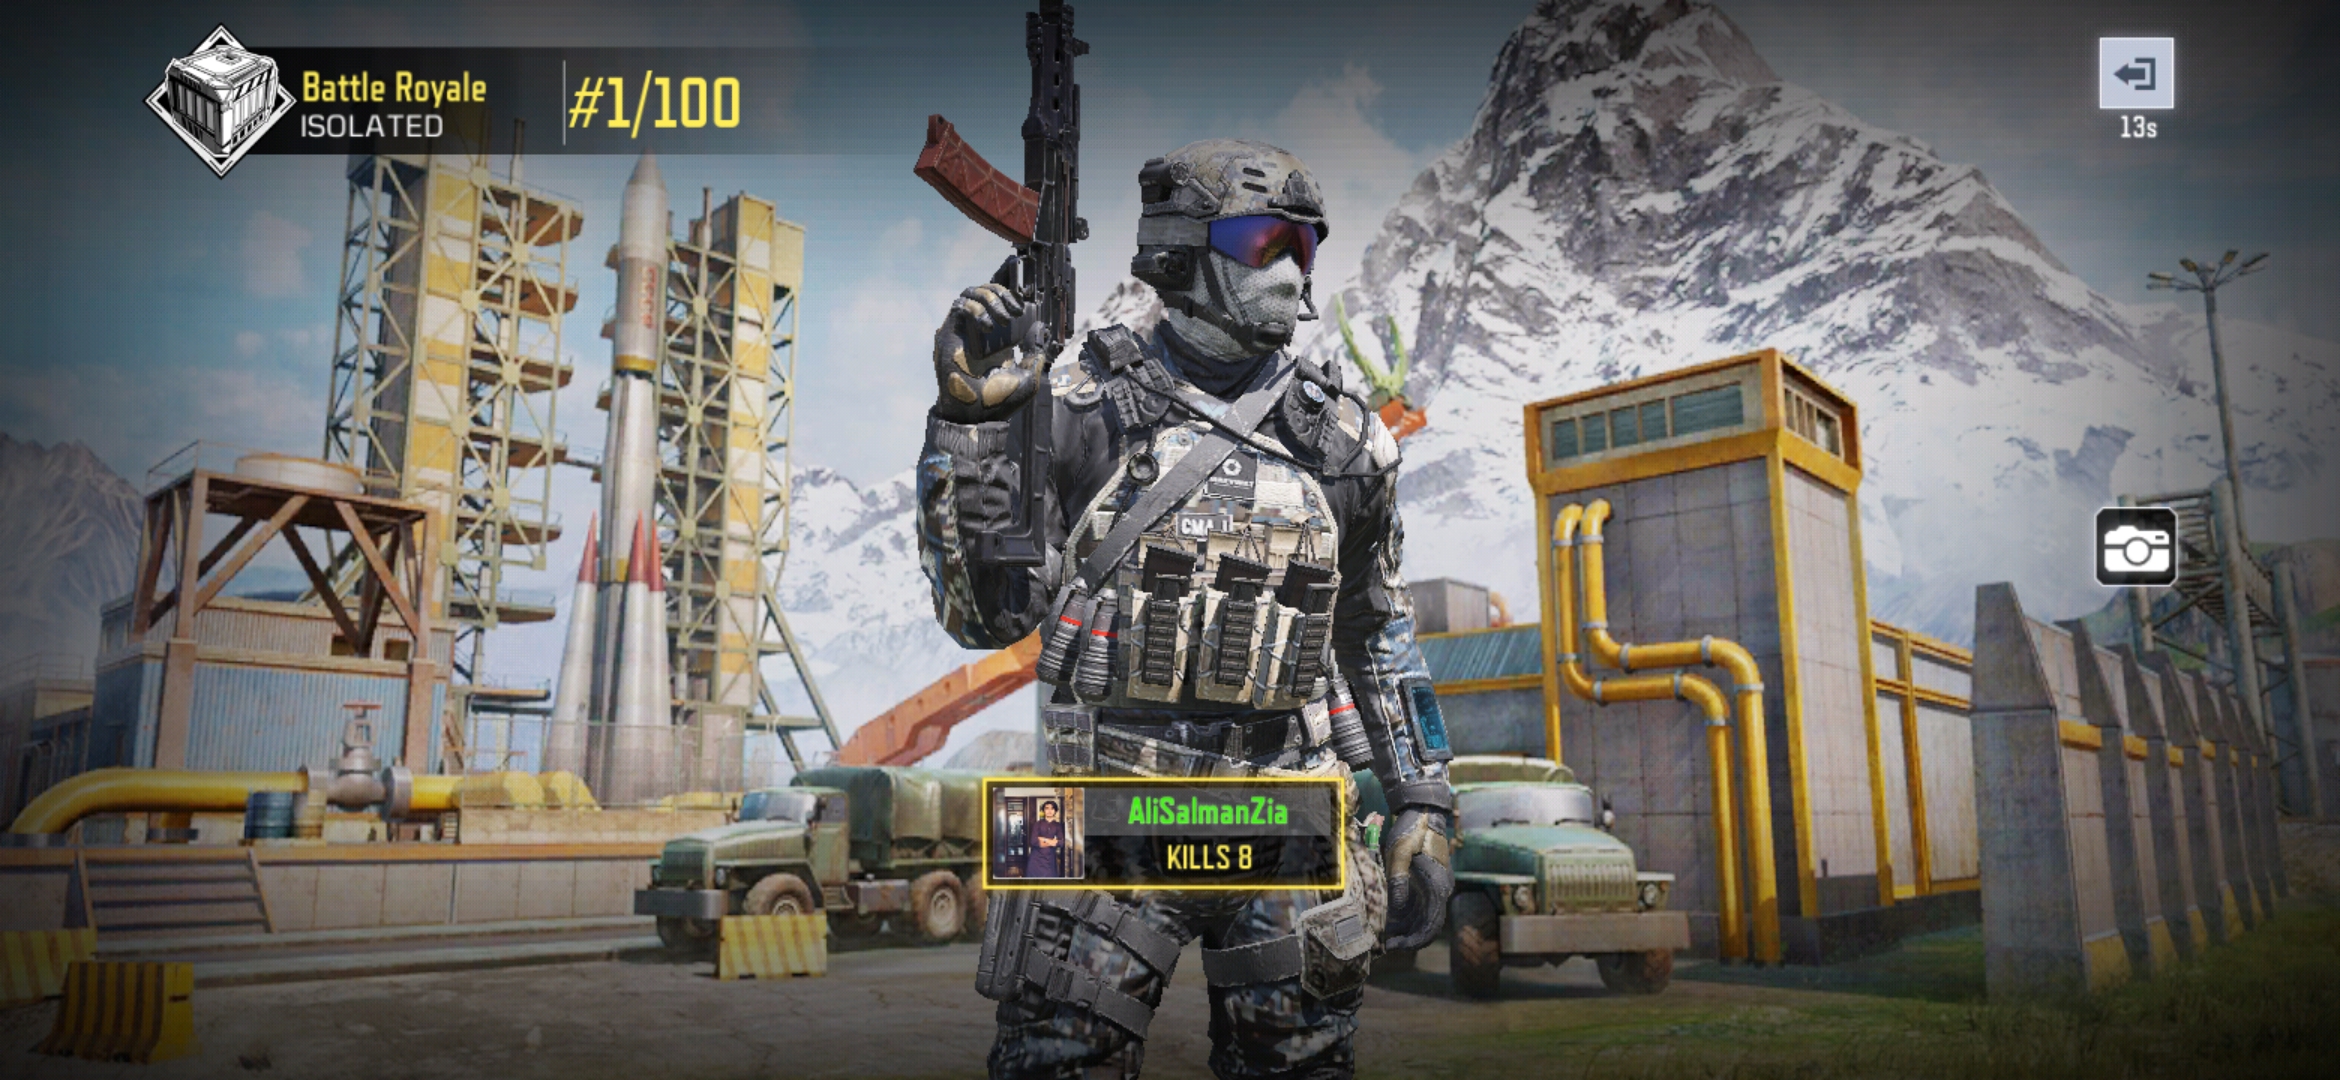 Battle Royale
ISOLATED
#1/100
13s
AliSalmanZia
KILLS 8